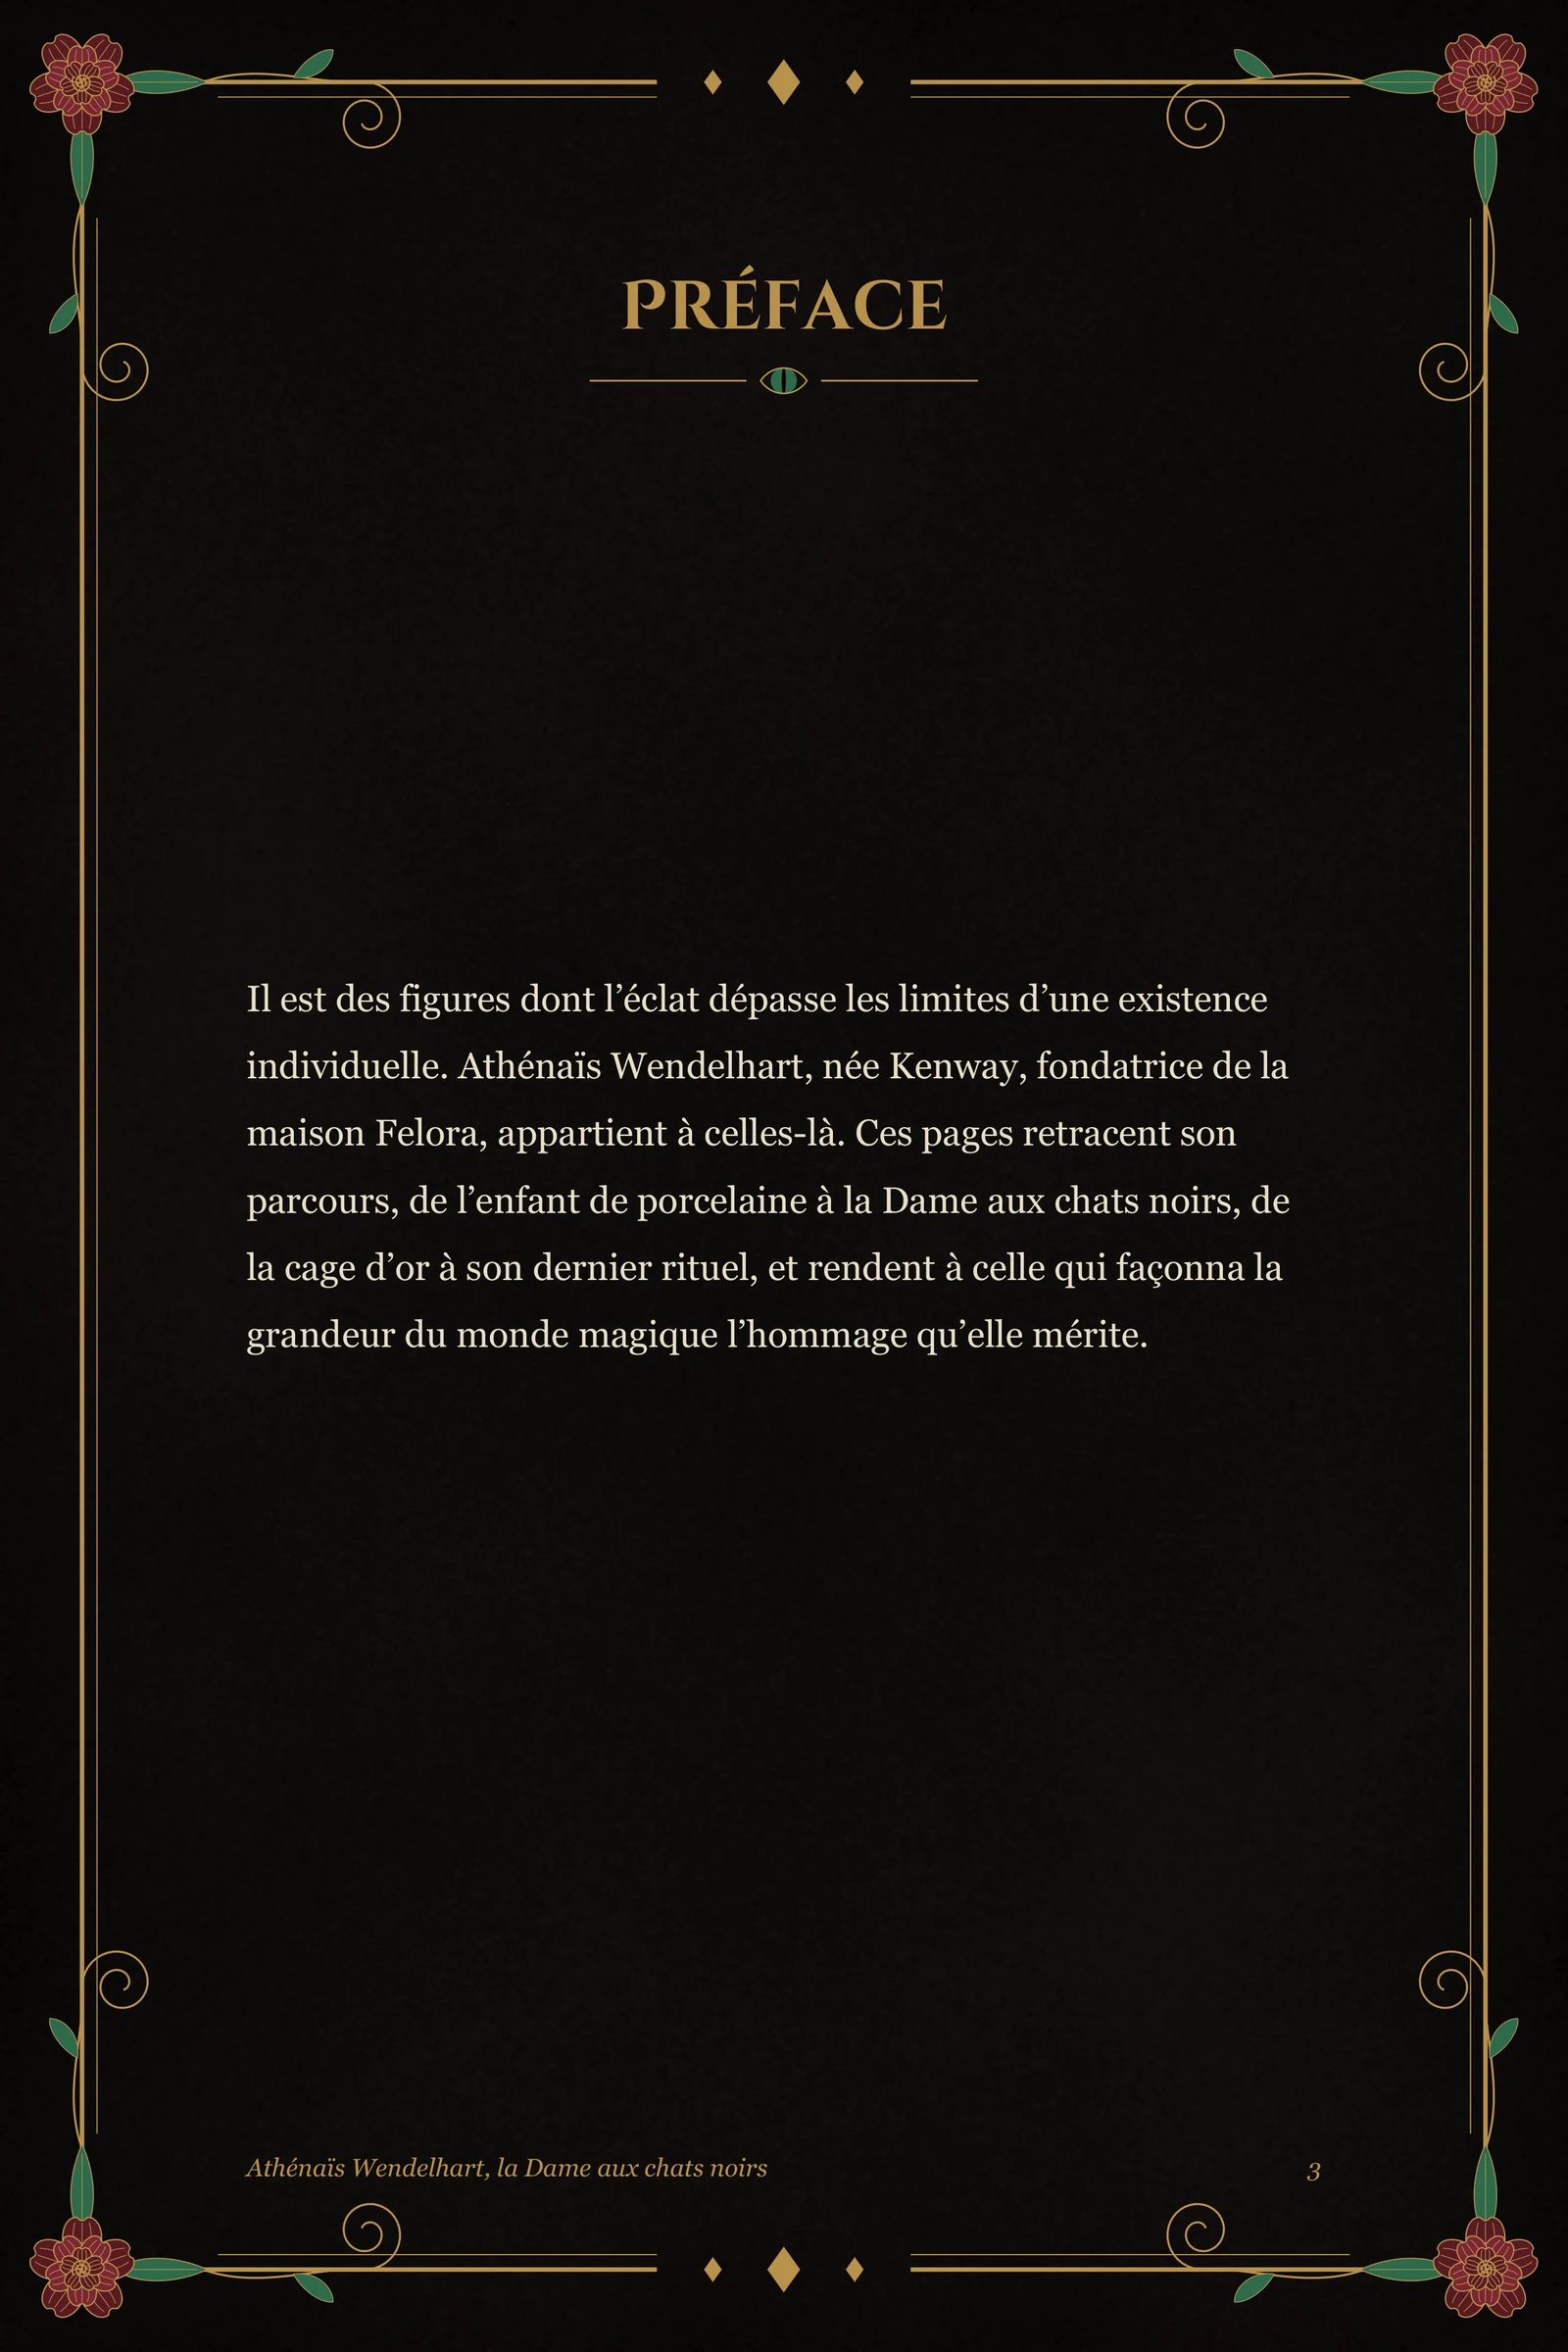 PRÉFACE
Il est des figures dont l’éclat dépasse les limites d’une existence
individuelle. Athénaïs Wendelhart, née Kenway, fondatrice de la
maison Felora, appartient à celles-là. Ces pages retracent son
parcours, de l’enfant de porcelaine à la Dame aux chats noirs, de
la cage d’or à son dernier rituel, et rendent à celle qui façonna la
grandeur du monde magique l’hommage qu’elle mérite.
Athénaïs Wendelhart, la Dame aux chats noirs 3